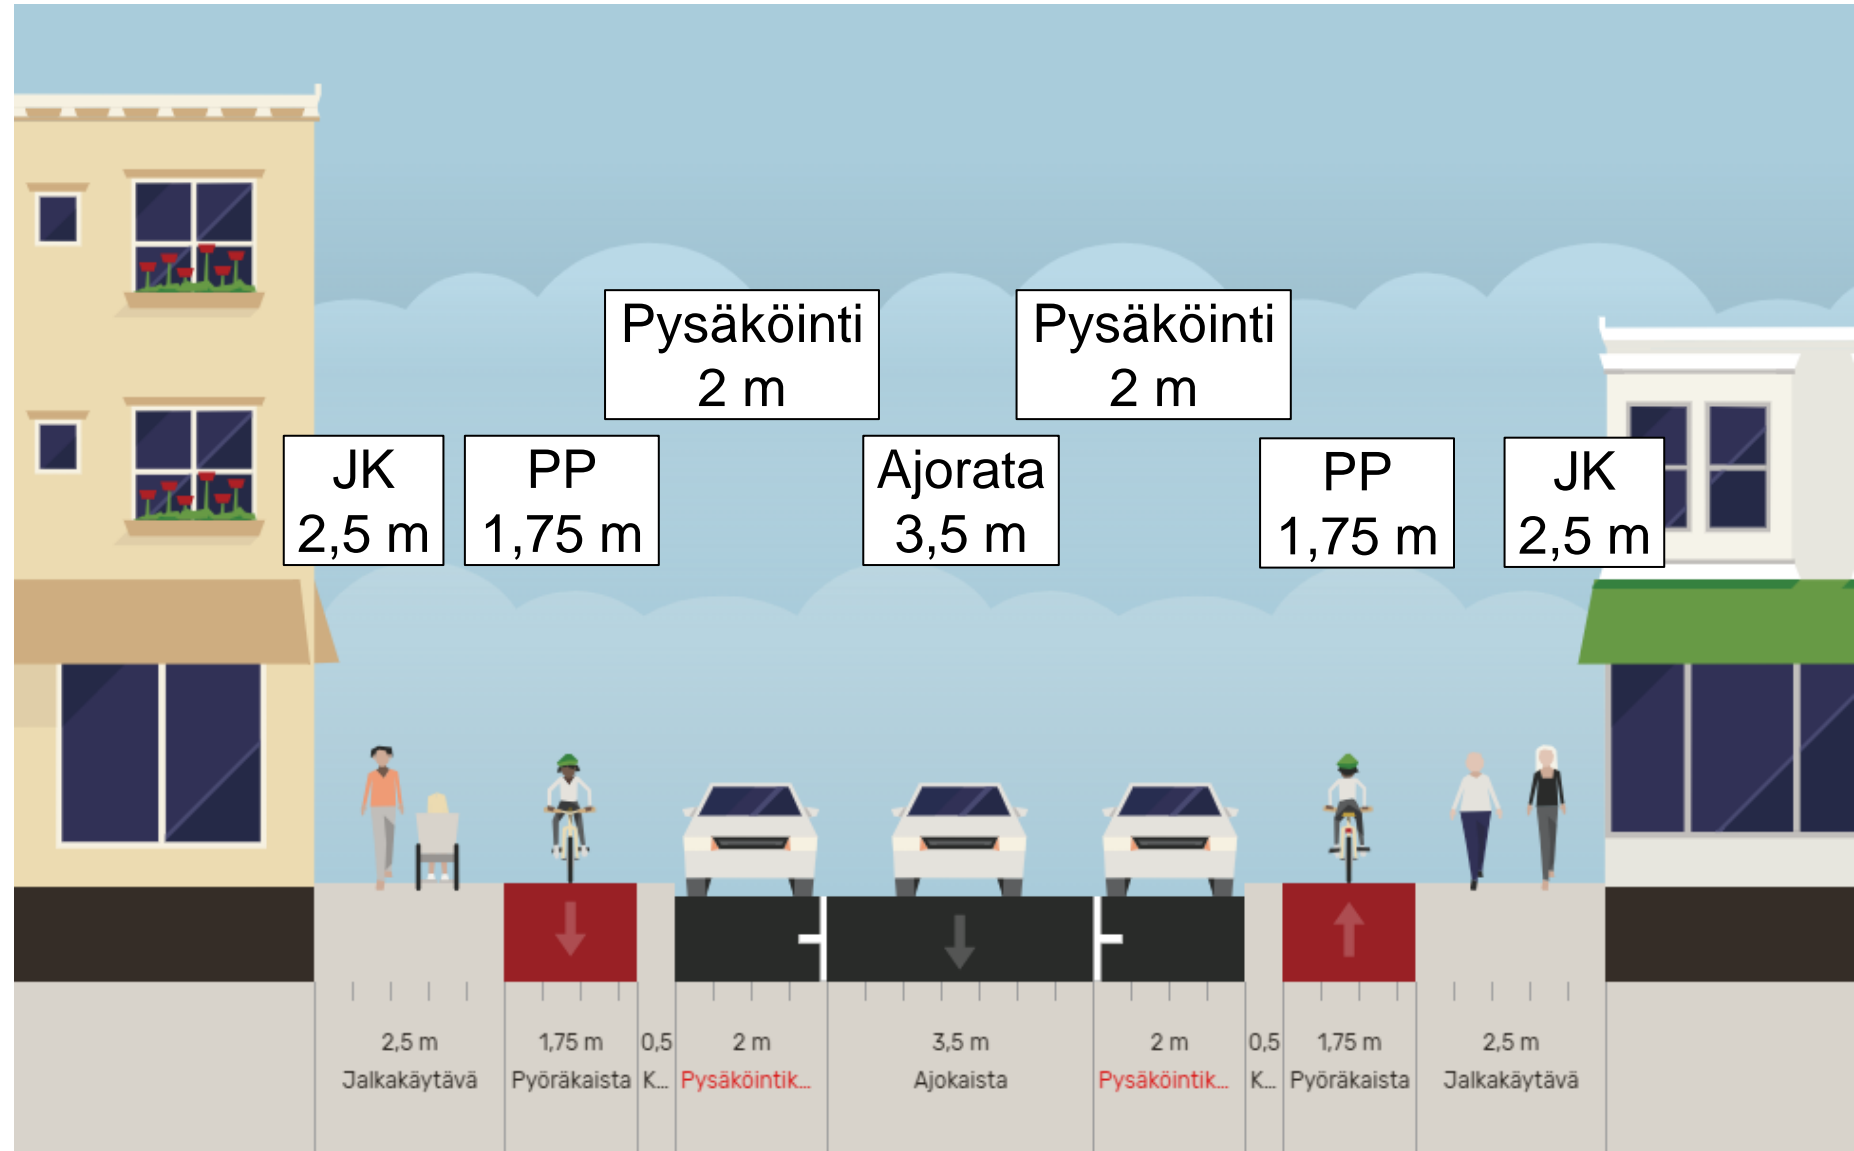 Pysäköinti
2 m
Pysäköinti
2 m
JK
2,5 m
PP
1,75 m
Ajorata
3,5 m
PP
1,75 m
JK
2,5 m
2,5 m
Jalkakäytävä
1,75 m
Pyöräkaista
0,5
K...
2 m
Pysäköintik...
3,5 m
Ajokaista
2 m
Pysäköintik...
0,5
K...
1,75 m
Pyöräkaista
2,5 m
Jalkakäytävä